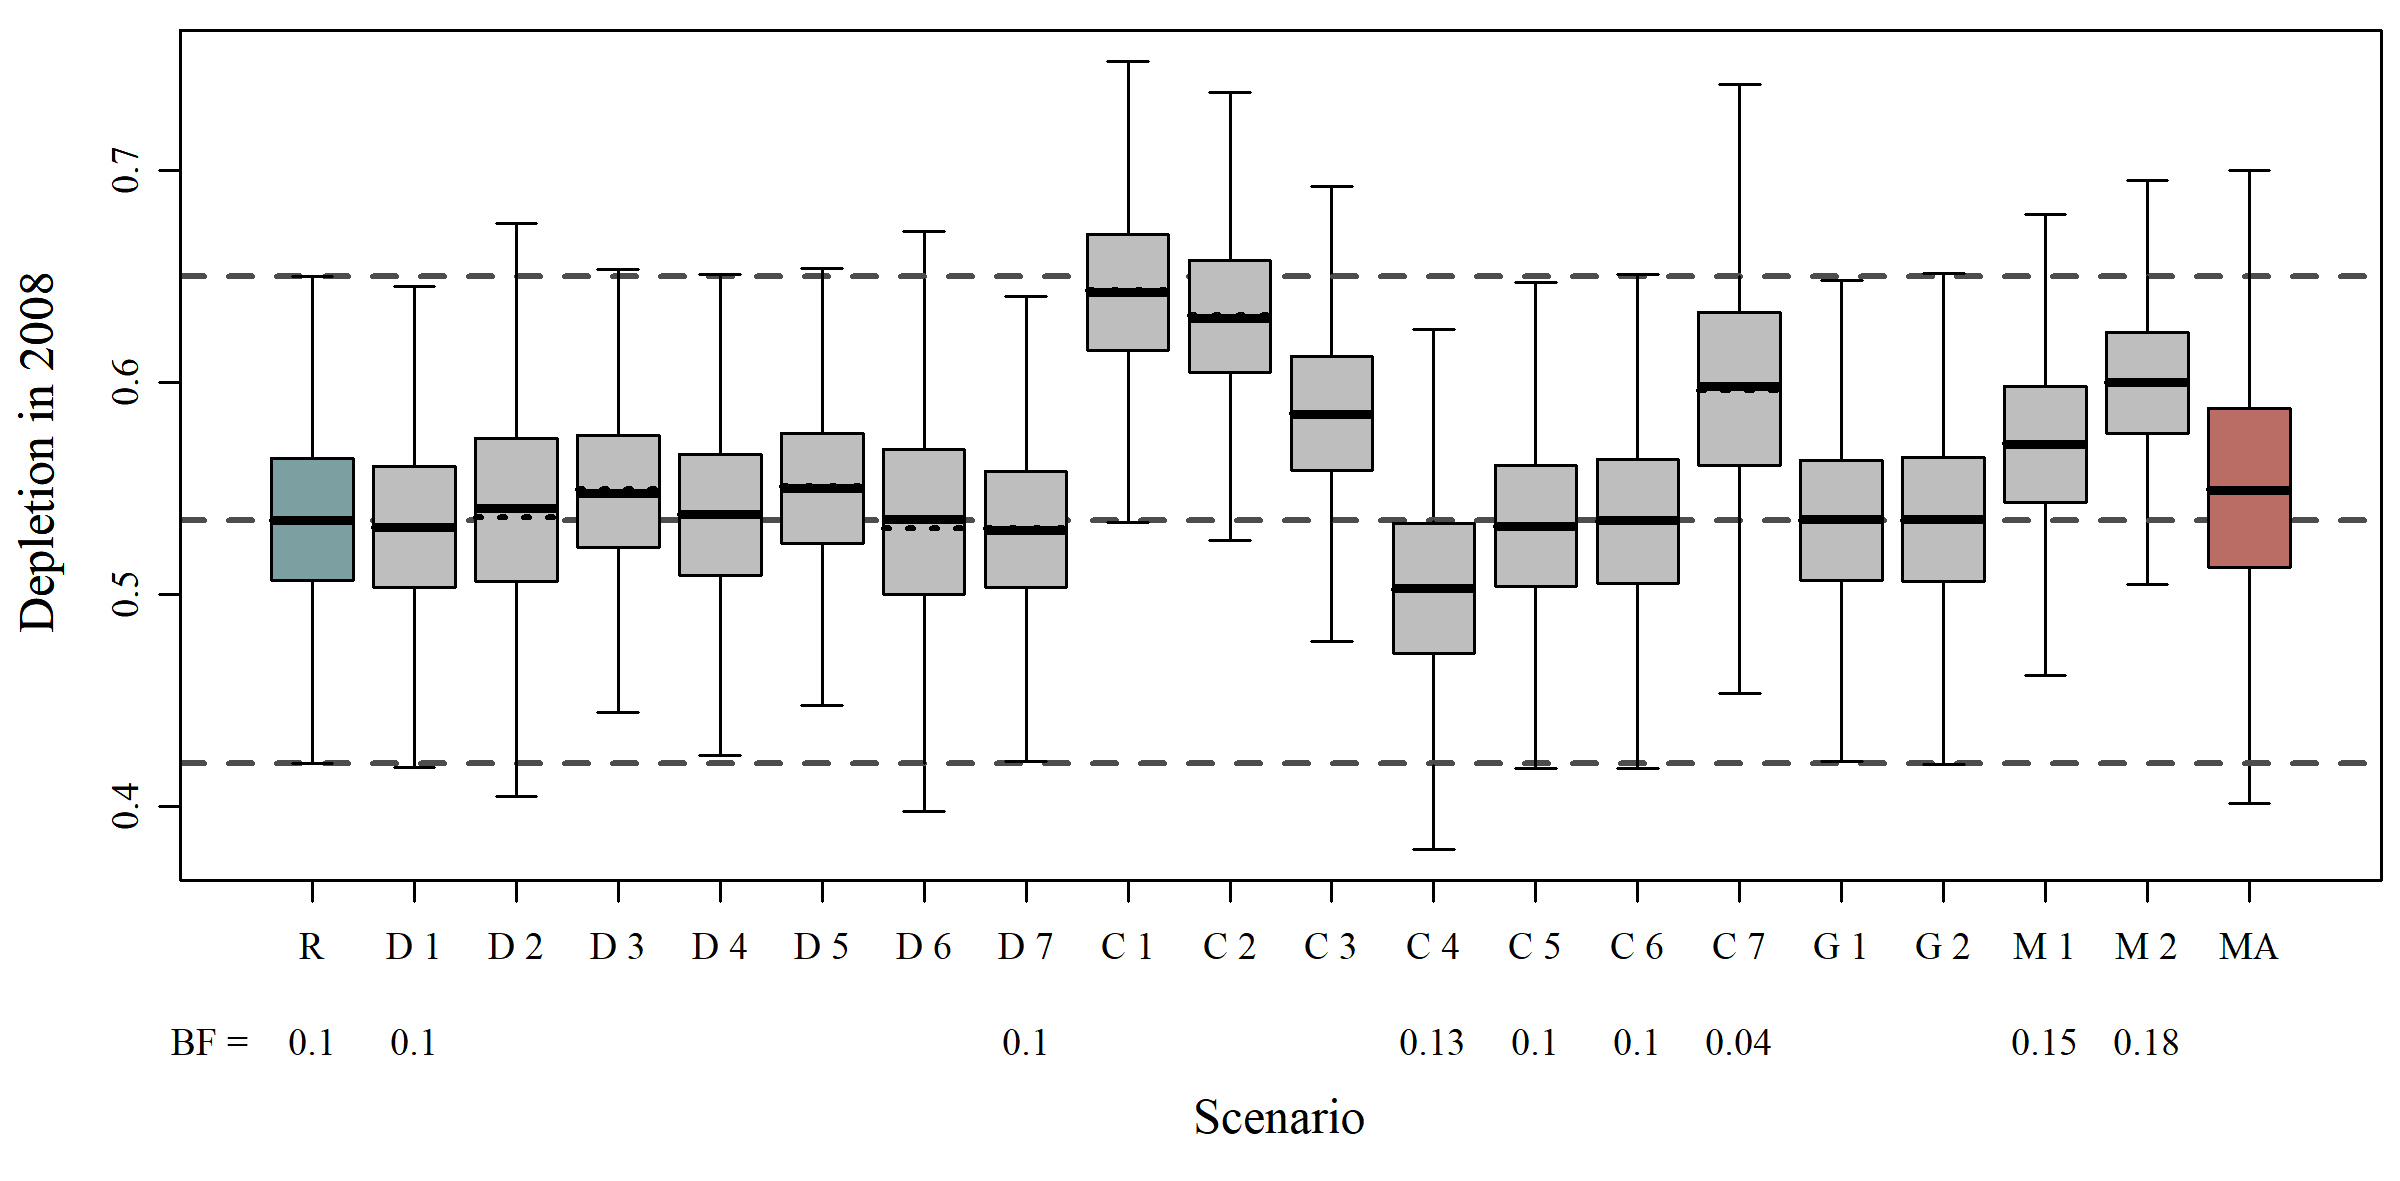 Depletion in 2008
0.7
0.6
0.5
0.4
R D 1 D 2 D 3 D 4 D 5 D 6 D 7 C 1 C 2 C 3 C 4 C 5 C 6 C 7 G 1 G 2 M 1 M 2 MA
BF = 0.1 0.1 0.1 0.13 0.1 0.1 0.04 0.15 0.18
Scenario